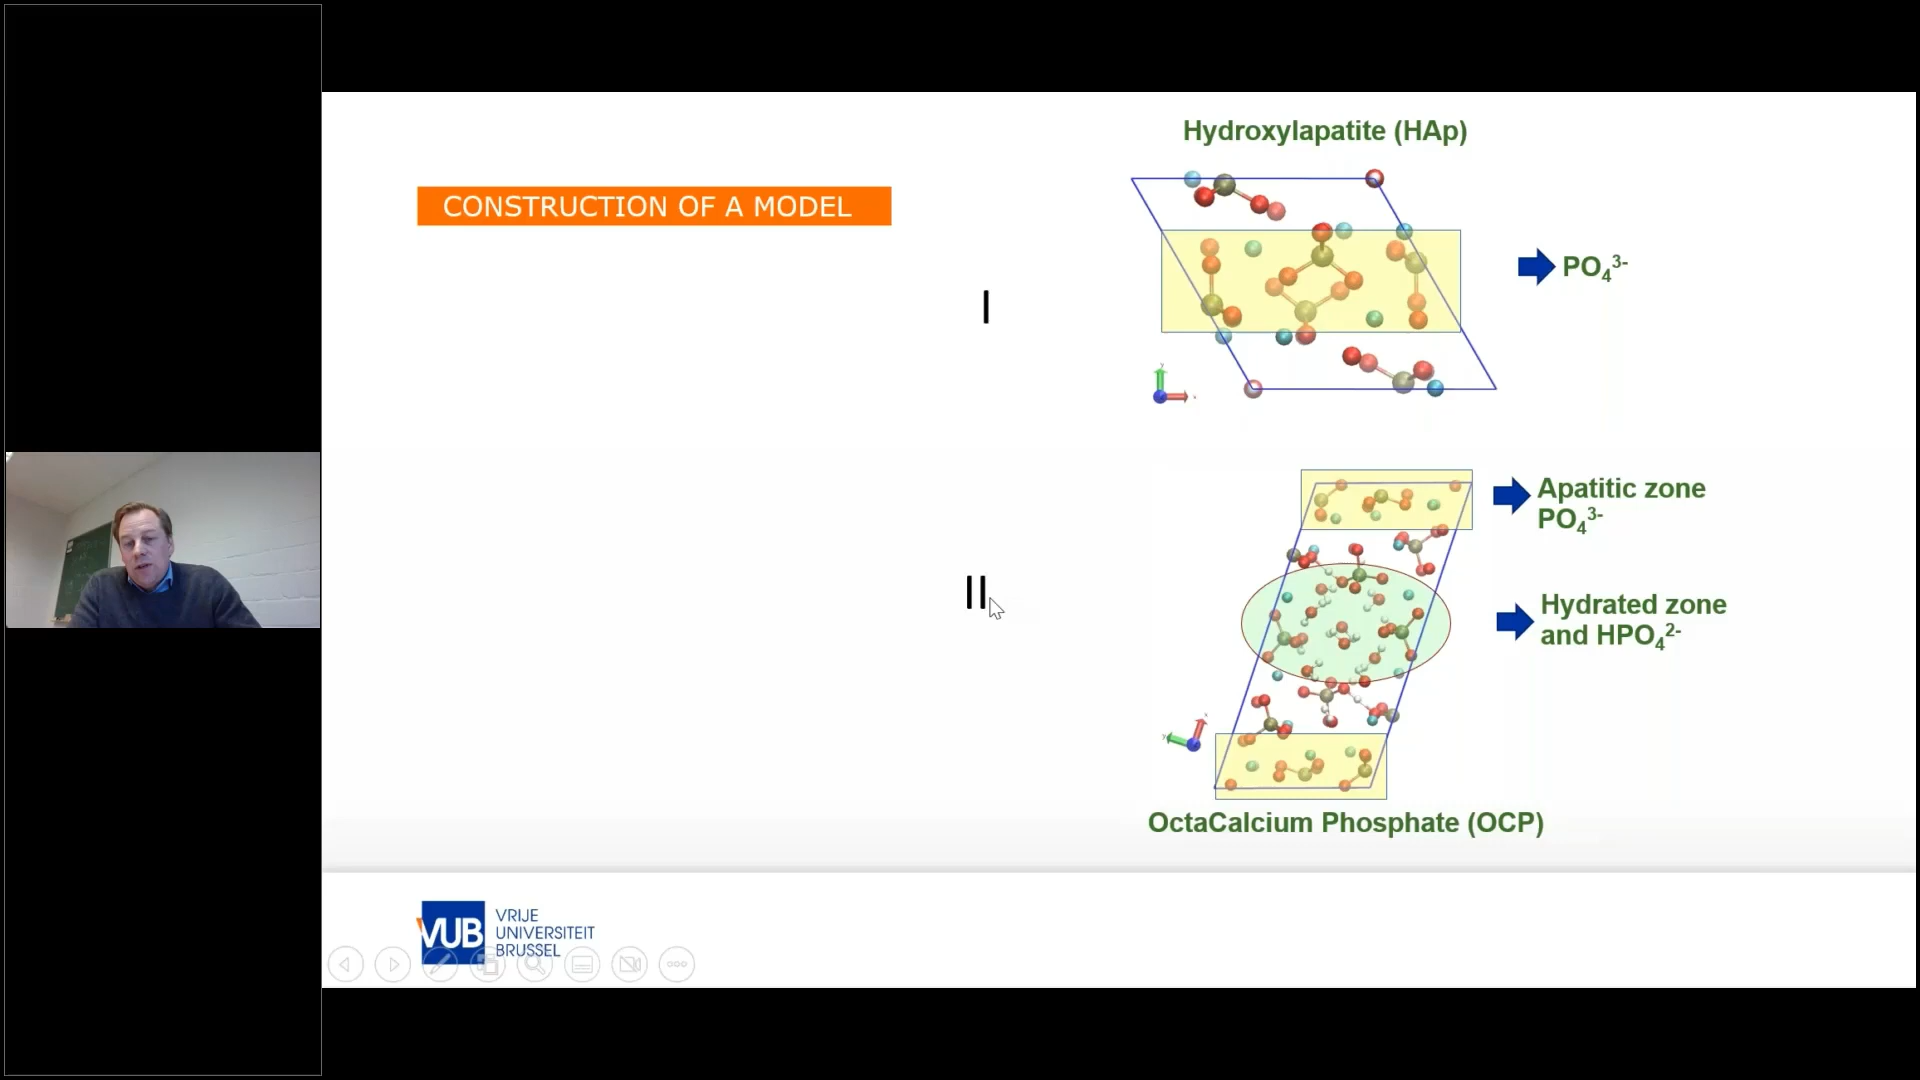 Hydroxylapatite (HAp)
CONSTRUCTION OF A MODEL
I
PO₄³⁻
II
Apatitic zone
PO₄³⁻
Hydrated zone
and HPO₄²⁻
OctaCalcium Phosphate (OCP)
VUB
VRIJE
UNIVERSITEIT
BRUSSEL